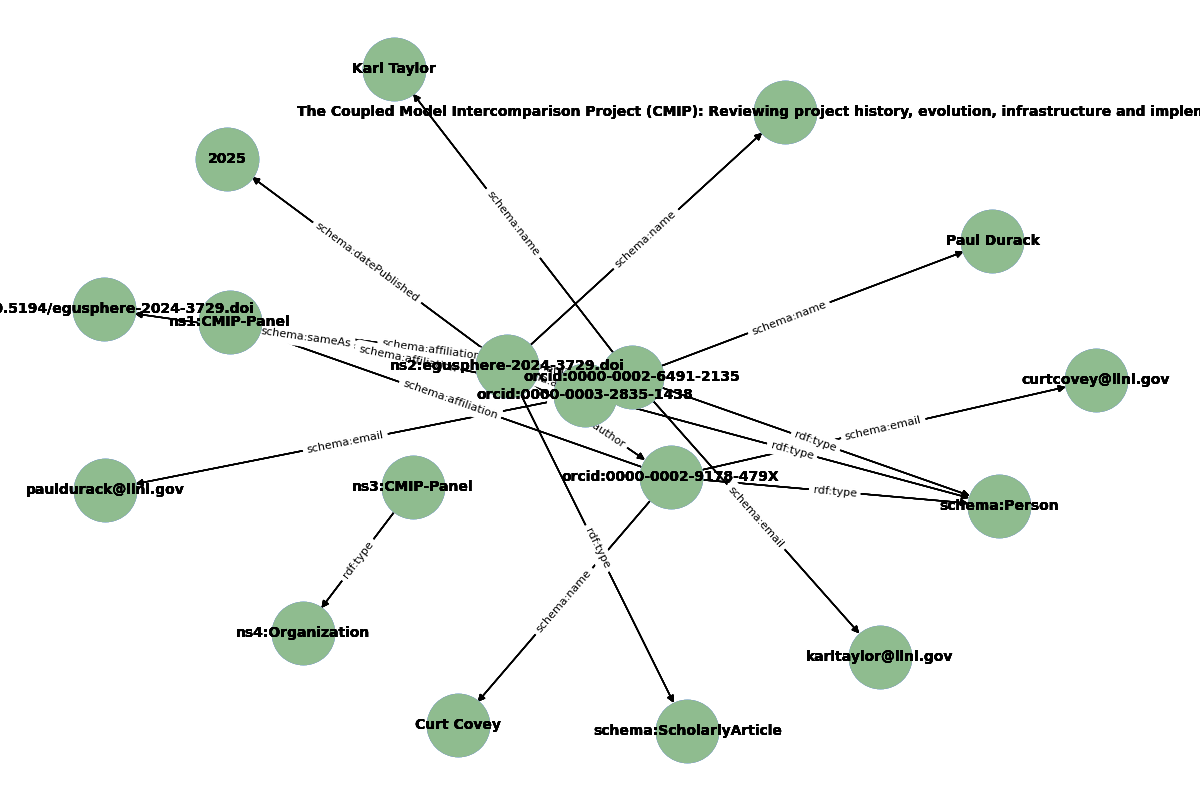 Karl Taylor
The Coupled Model Intercomparison Project (CMIP): Reviewing project history, evolution, infrastructure and implem
2025
schema:name
schema:name
Paul Durack
schema:datePublished
schema:name
.5194/egusphere-2024-3729.doi
ns1:CMIP-Panel
schema:sameAs
schema:affiliation
schema:affiliation
ns2:egusphere-2024-3729.doi
orcid:0000-0002-6491-2135
orcid:0000-0003-2835-1438
curtcovey@llnl.gov
schema:affiliation
schema:email
schema:email
author
rdf:type
rdf:type
orcid:0000-0002-9178-479X
rdf:type
pauldurack@llnl.gov
ns3:CMIP-Panel
schema:Person
schema:email
rdf:type
rdf:type
schema:name
ns4:Organization
karltaylor@llnl.gov
Curt Covey
schema:ScholarlyArticle